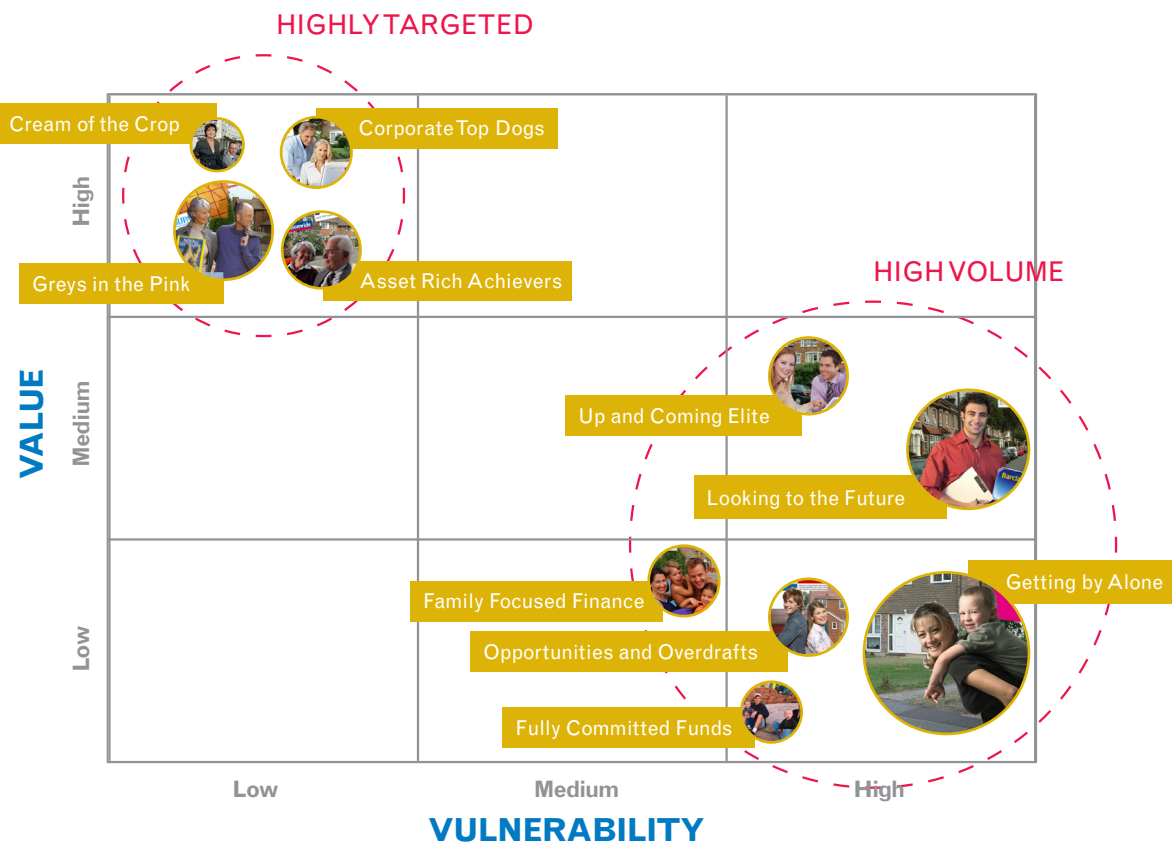 HIGHLY TARGETED
Cream of the Crop
Corporate Top Dogs
High
Greys in the Pink
Asset Rich Achievers
HIGH VOLUME
VALUE
Medium
Up and Coming Elite
Looking to the Future
Barcla
Low
Family Focused Finance
Getting by Alone
Opportunities and Overdrafts
Fully Committed Funds
Low
Medium
High
VULNERABILITY